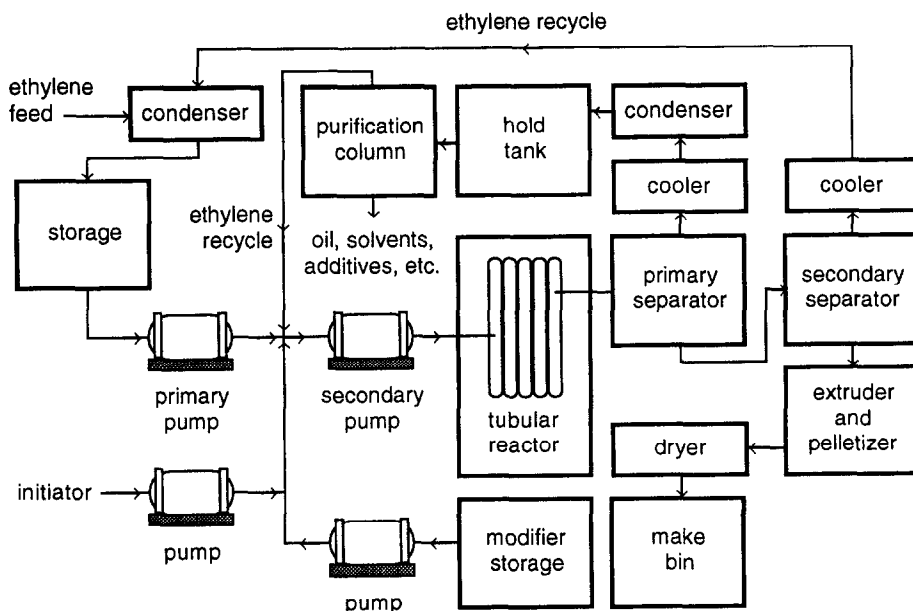 ethylene recycle
ethylene
feed
condenser
purification
column
hold
tank
condenser
cooler
cooler
storage
ethylene
recycle
oil, solvents,
additives, etc.
primary
separator
secondary
separator
primary
pump
secondary
pump
tubular
reactor
extruder
and
pelletizer
dryer
initiator
pump
modifier
storage
make
bin
pump